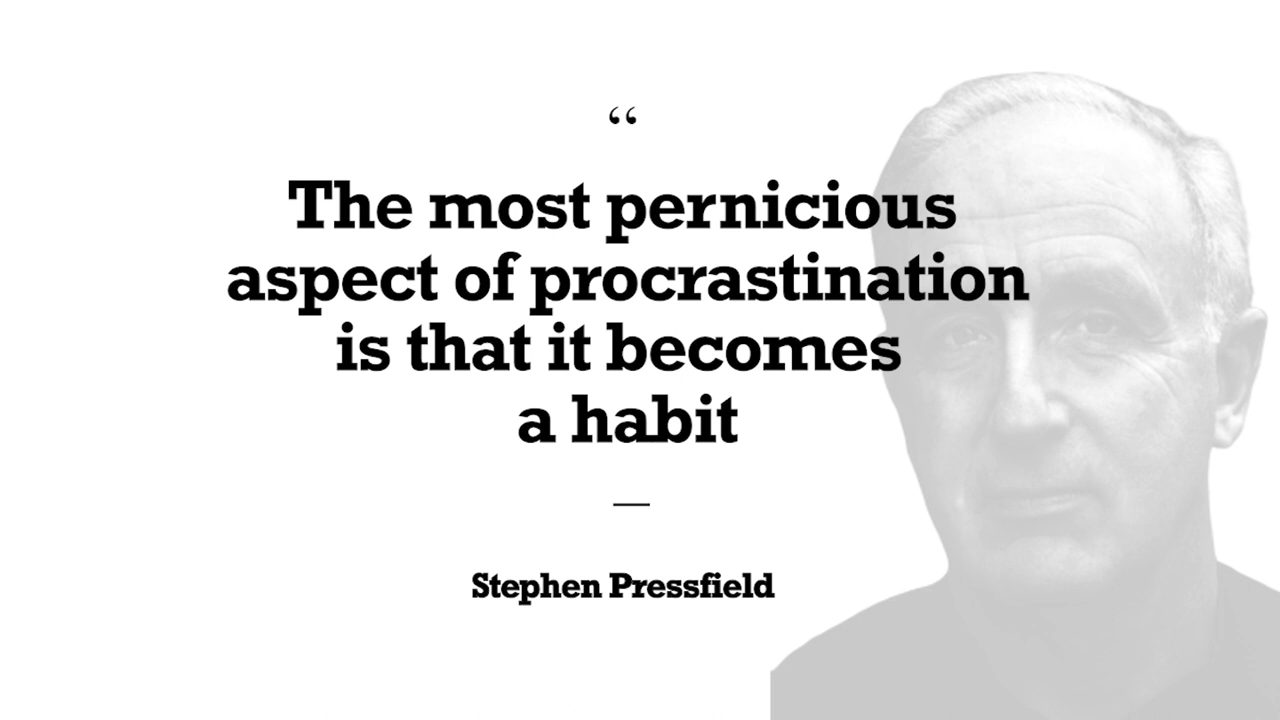 “
The most pernicious
aspect of procrastination
is that it becomes
a habit
—
Stephen Pressfield